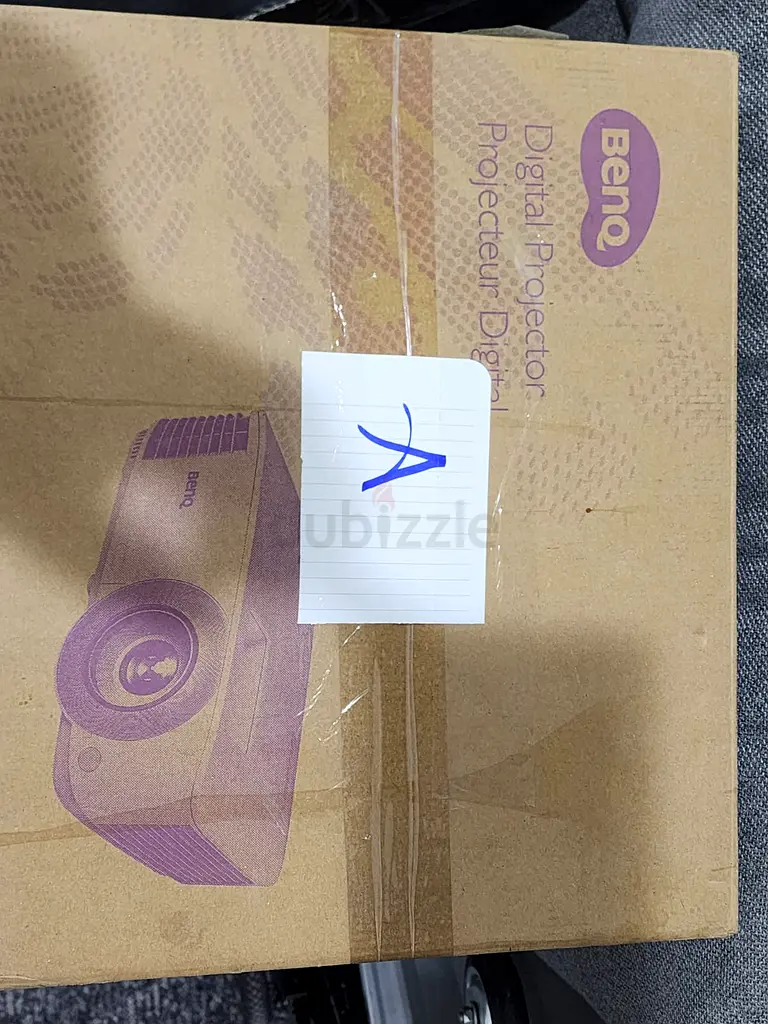 BenQ
Digital Projector
Projecteur Digital
A
BenQ
dubizzle